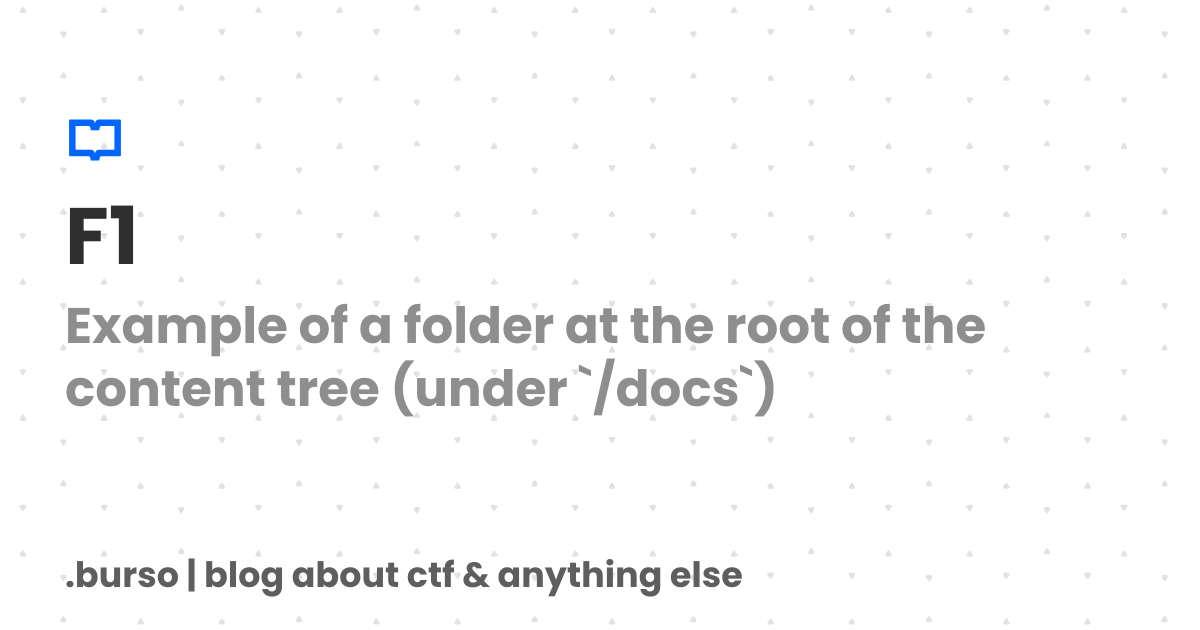 F1
Example of a folder at the root of the
content tree (under `/docs`)
.burso | blog about ctf & anything else